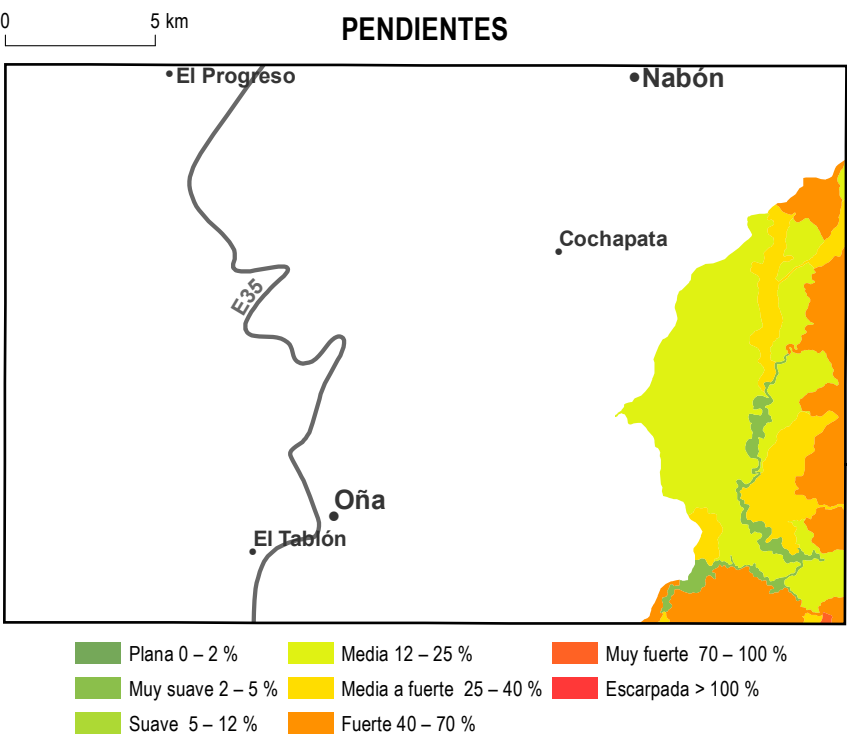 0 5 km
PENDIENTES
El Progreso
Nabón
Cochapata
E35
Oña
El Tablón
Plana 0 – 2 %
Muy suave 2 – 5 %
Suave 5 – 12 %
Media 12 – 25 %
Media a fuerte 25 – 40 %
Fuerte 40 – 70 %
Muy fuerte 70 – 100 %
Escarpada > 100 %